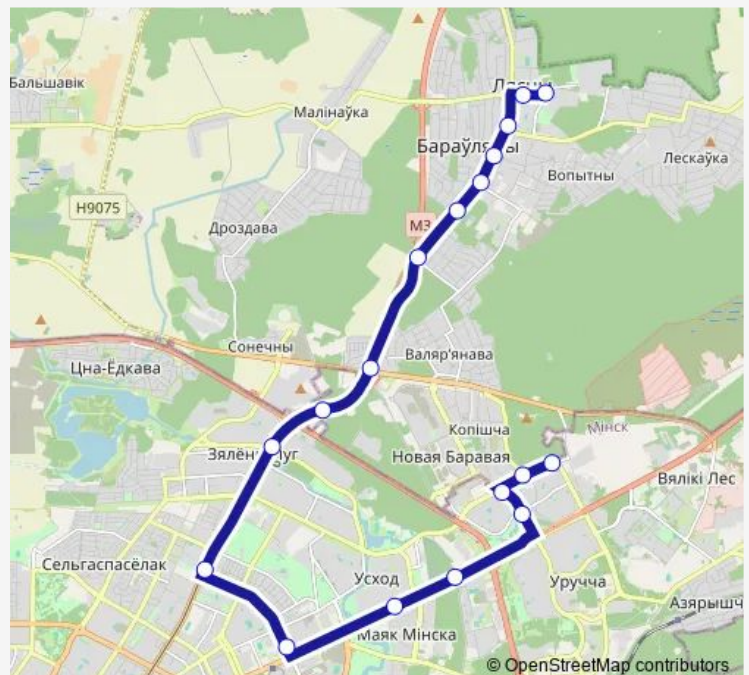 Бальшавік
Малінаўка
Бараўляны
Вопытны
Лескаўка
H9075
Дроздава
M3
Сонечны
Валяр'янава
Цна-Ёдкава
Копішча
Мінск
Новая Баравая
Вялікі Лес
Сельгаспасёлак
Усход
Уручча
Азярышч
Маяк Мінска
© OpenStreetMap contributors